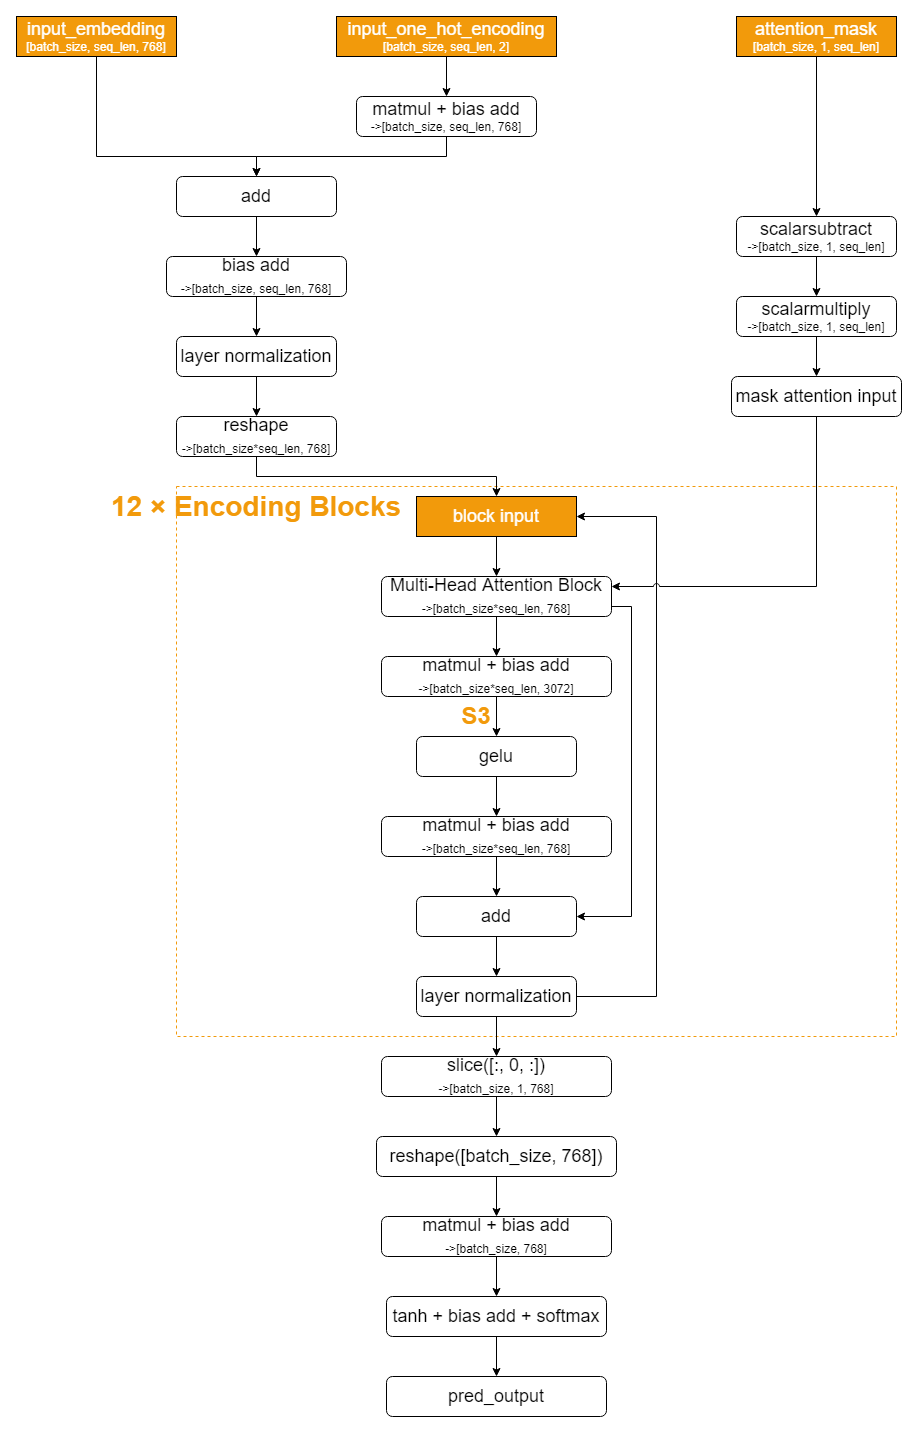 input_embedding
[batch_size, seq_len, 768]
input_one_hot_encoding
[batch_size, seq_len, 2]
attention_mask
[batch_size, 1, seq_len]
matmul + bias add
->[batch_size, seq_len, 768]
add
bias add
->[batch_size, seq_len, 768]
layer normalization
reshape
->[batch_size*seq_len, 768]
scalarsubtract
->[batch_size, 1, seq_len]
scalarmultiply
->[batch_size, 1, seq_len]
mask attention input
12 × Encoding Blocks
block input
Multi-Head Attention Block
->[batch_size*seq_len, 768]
matmul + bias add
->[batch_size*seq_len, 3072]
S3
gelu
matmul + bias add
->[batch_size*seq_len, 768]
add
layer normalization
slice([:, 0, :])
->[batch_size, 1, 768]
reshape([batch_size, 768])
matmul + bias add
->[batch_size, 768]
tanh + bias add + softmax
pred_output